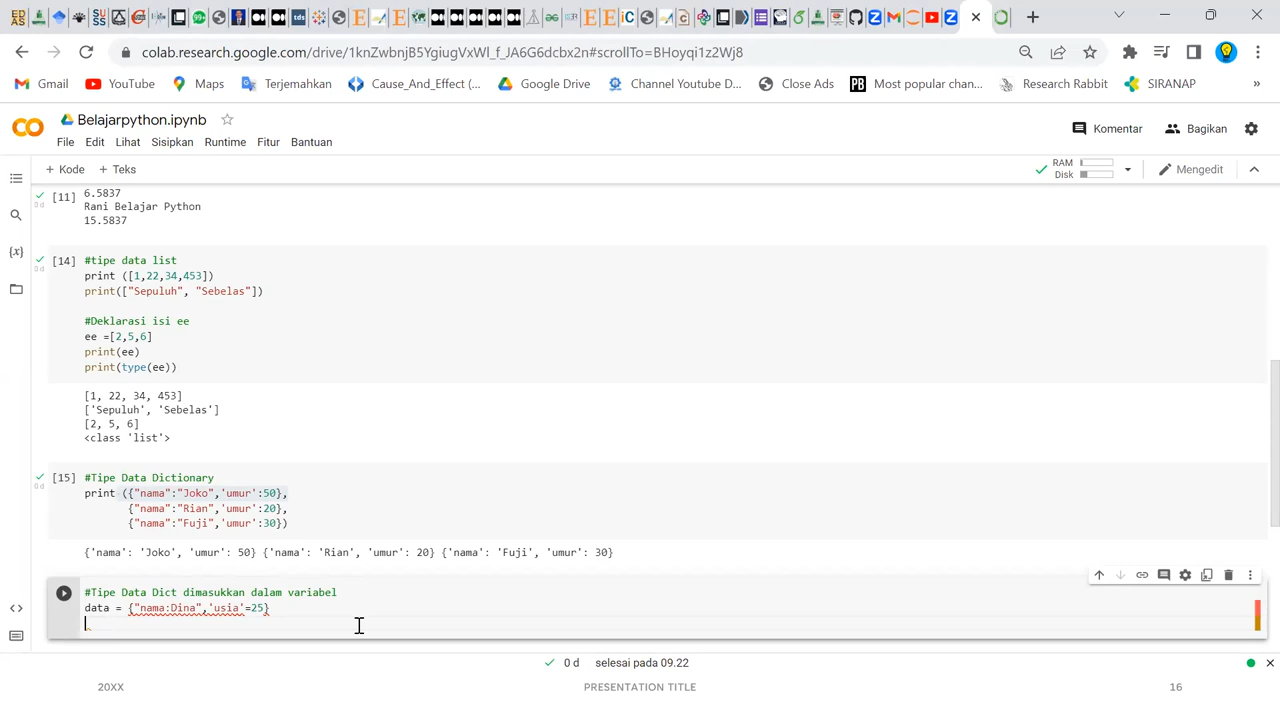 colab.research.google.com/drive/1knZwbnjB5YgiugVxWl_f_JA6G6dcbx2n#scrollTo=BHoyqi1z2Wj8
Gmail YouTube Maps Terjemahkan Cause_And_Effect (... Google Drive Channel Youtube D... Close Ads Most popular chan... Research Rabbit SIRANAP »
Belajarpython.ipynb
Komentar Bagikan
File Edit Lihat Sisipkan Runtime Fitur Bantuan
+ Kode + Teks
RAM
Disk
Mengedit
[11] 6.5837
Rani Belajar Python
15.5837
[14] #tipe data list
print ([1,22,34,453])
print(["Sepuluh", "Sebelas"])
#Deklarasi isi ee
ee =[2,5,6]
print(ee)
print(type(ee))
[1, 22, 34, 453]
['Sepuluh', 'Sebelas']
[2, 5, 6]
<class 'list'>
[15] #Tipe Data Dictionary
print ({"nama":"Joko",'umur':50},
{"nama":"Rian",'umur':20},
{"nama":"Fuji",'umur':30})
{'nama': 'Joko', 'umur': 50} {'nama': 'Rian', 'umur': 20} {'nama': 'Fuji', 'umur': 30}
#Tipe Data Dict dimasukkan dalam variabel
data = {"nama:Dina",'usia'=25}
0 d selesai pada 09.22
20XX PRESENTATION TITLE 16